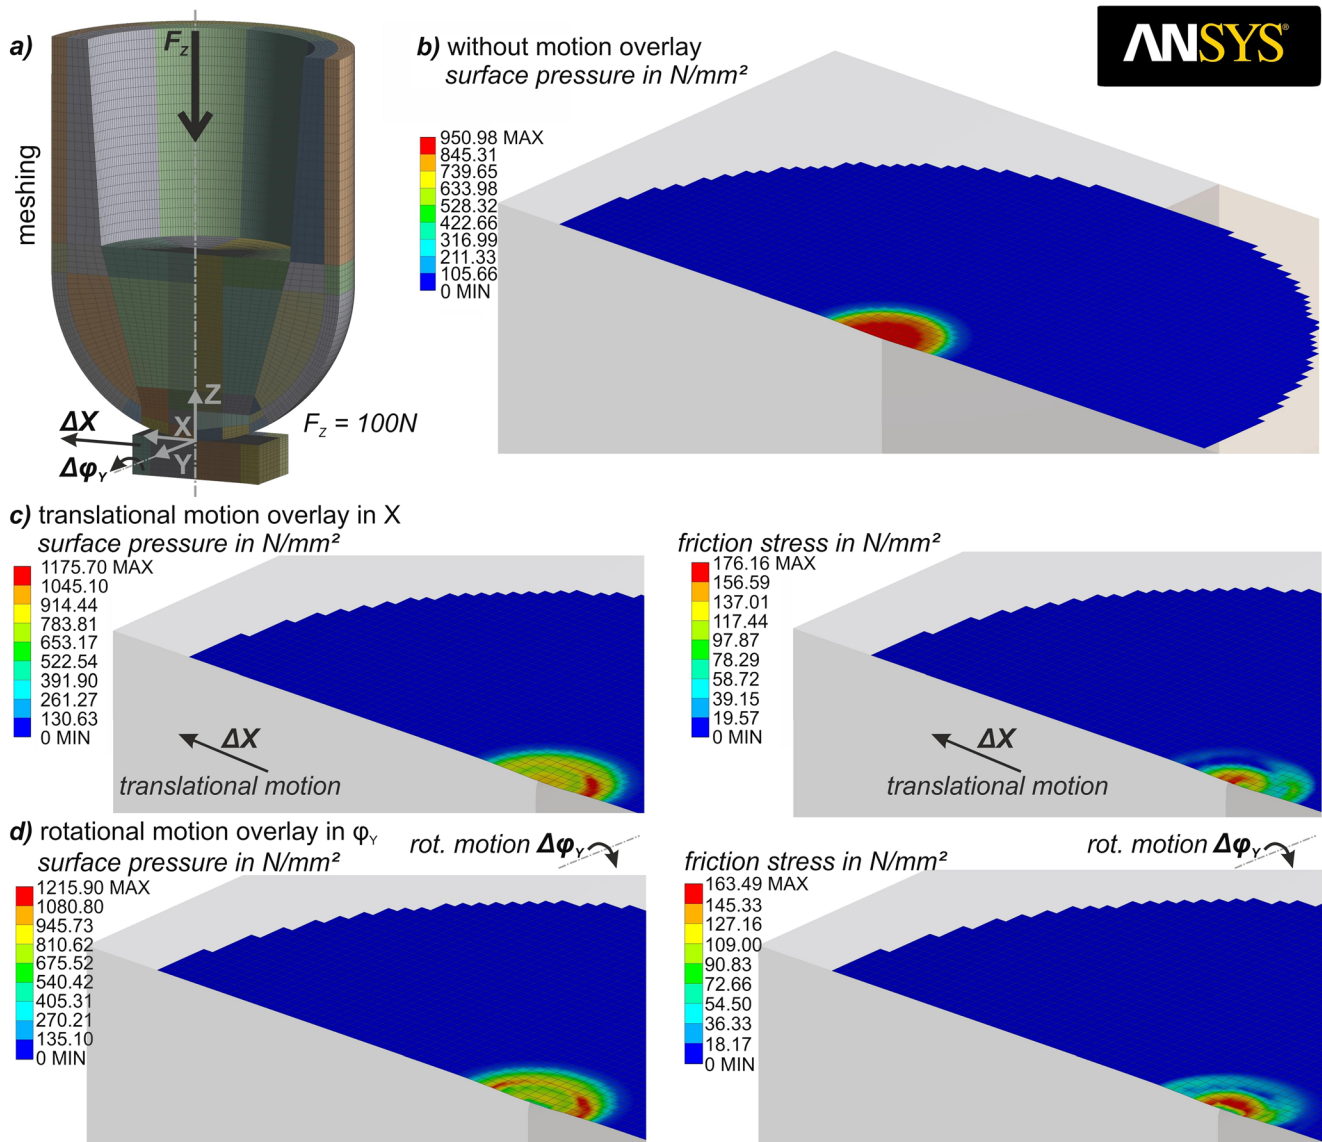 a)
F_z
meshing
Z
X
Y
ΔX
Δφ_Y
F_z = 100N
b) without motion overlay
surface pressure in N/mm²
ANSYS®
950.98 MAX
845.31
739.65
633.98
528.32
422.66
316.99
211.33
105.66
0 MIN
c) translational motion overlay in X
surface pressure in N/mm²
1175.70 MAX
1045.10
914.44
783.81
653.17
522.54
391.90
261.27
130.63
0 MIN
ΔX
translational motion
friction stress in N/mm²
176.16 MAX
156.59
137.01
117.44
97.87
78.29
58.72
39.15
19.57
0 MIN
ΔX
translational motion
d) rotational motion overlay in φ_Y
surface pressure in N/mm²
rot. motion Δφ_Y
1215.90 MAX
1080.80
945.73
810.62
675.52
540.42
405.31
270.21
135.10
0 MIN
rot. motion Δφ_Y
friction stress in N/mm²
163.49 MAX
145.33
127.16
109.00
90.83
72.66
54.50
36.33
18.17
0 MIN